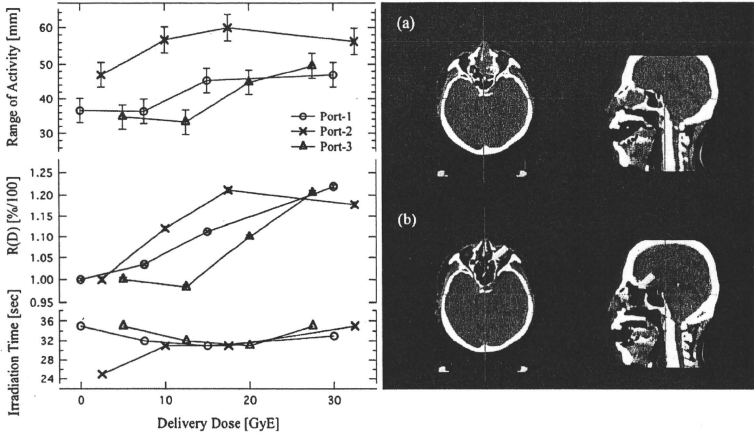 Range of Activity [mm]
60
50
40
30
Port-1
Port-2
Port-3
R(D) [%/100]
1.20
1.15
1.10
1.05
1.00
0.95
Irradiation Time [sec]
36
32
28
24
0
10
20
30
Delivery Dose [GyE]
(a)
(b)